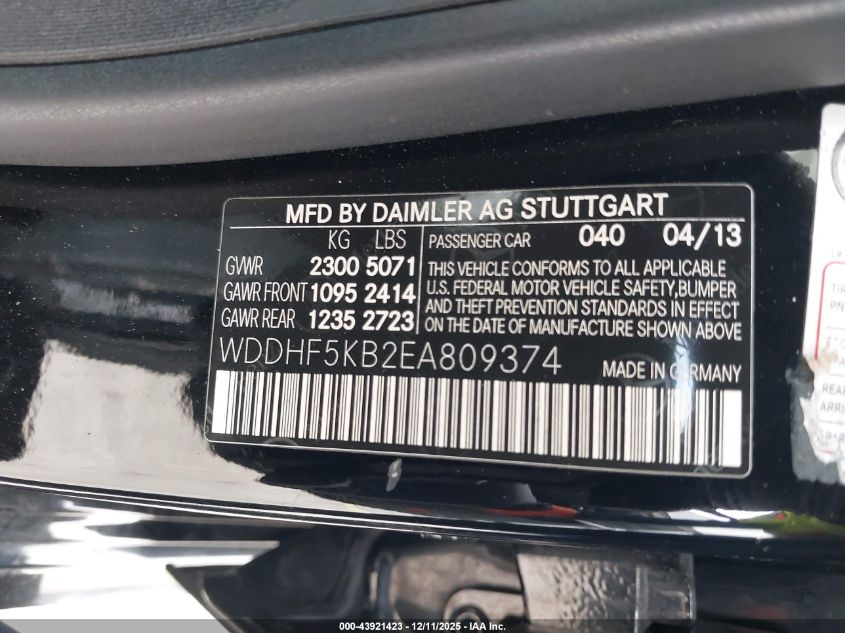 MFD BY DAIMLER AG STUTTGART
KG LBS
GVWR 2300 5071
GAWR FRONT 1095 2414
GAWR REAR 1235 2723
PASSENGER CAR 040 04/13
THIS VEHICLE CONFORMS TO ALL APPLICABLE
U.S. FEDERAL MOTOR VEHICLE SAFETY,BUMPER
AND THEFT PREVENTION STANDARDS IN EFFECT
ON THE DATE OF MANUFACTURE SHOWN ABOVE
WDDHF5KB2EA809374
MADE IN GERMANY
REAR
000-43921423 - 12/11/2025 - IAA Inc.